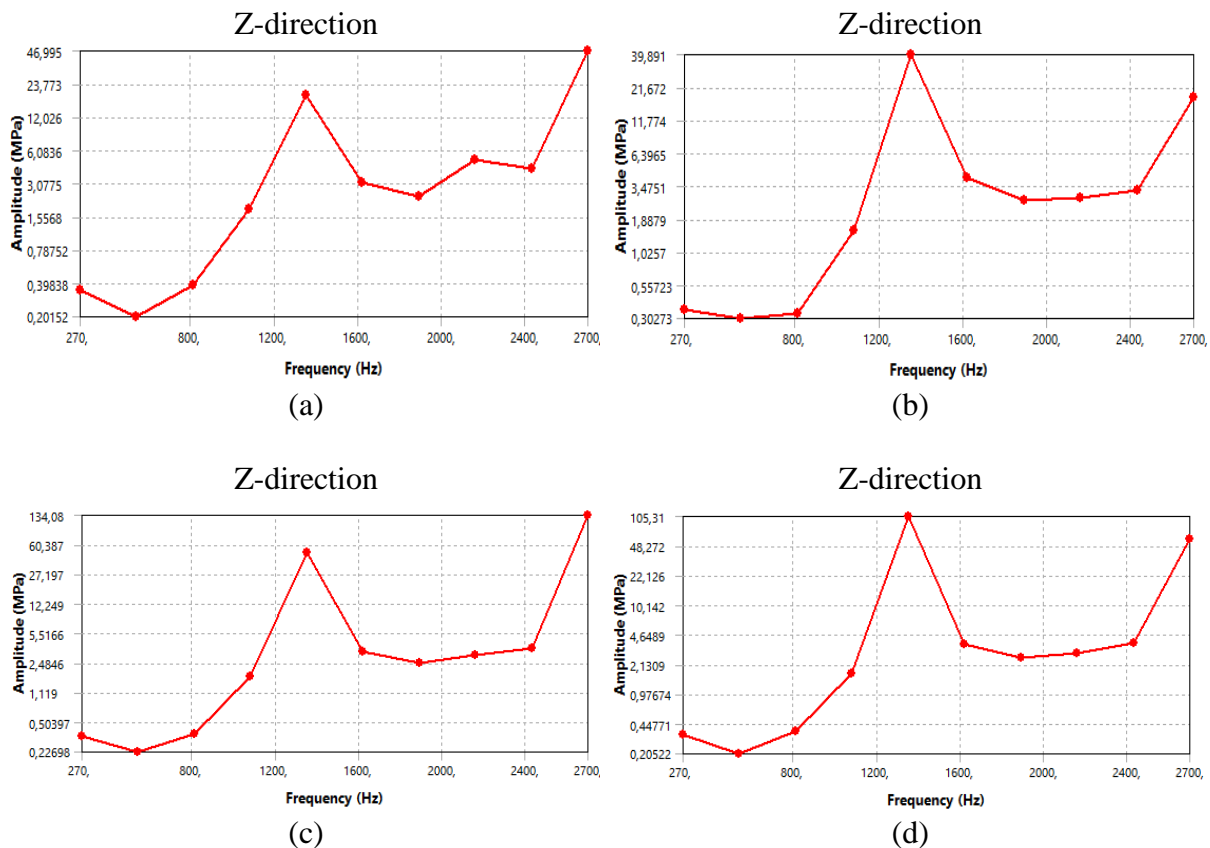 Z-direction
46,995
23,773
12,026
6,0836
3,0775
1,5568
0,78752
0,39838
0,20152
Amplitude (MPa)
270, 800, 1200, 1600, 2000, 2400, 2700,
Frequency (Hz)
(a)
Z-direction
39,891
21,672
11,774
6,3965
3,4751
1,8879
1,0257
0,55723
0,30273
Amplitude (MPa)
270, 800, 1200, 1600, 2000, 2400, 2700,
Frequency (Hz)
(b)
Z-direction
134,08
60,387
27,197
12,249
5,5166
2,4846
1,119
0,50397
0,22698
Amplitude (MPa)
270, 800, 1200, 1600, 2000, 2400, 2700,
Frequency (Hz)
(c)
Z-direction
105,31
48,272
22,126
10,142
4,6489
2,1309
0,97674
0,44771
0,20522
Amplitude (MPa)
270, 800, 1200, 1600, 2000, 2400, 2700,
Frequency (Hz)
(d)